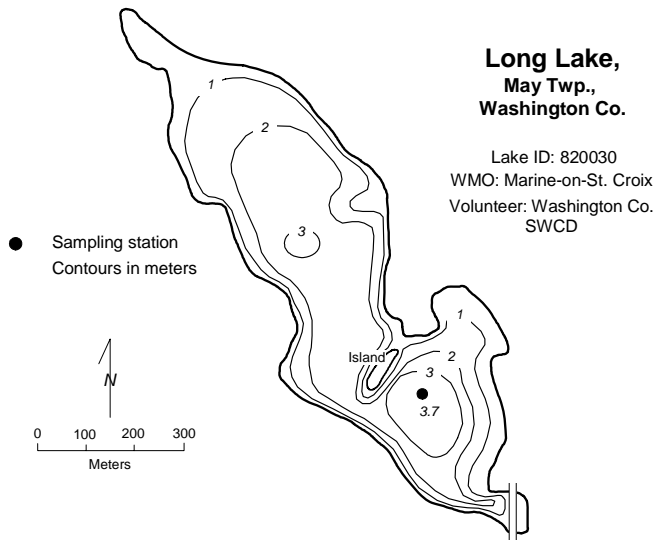 Long Lake,
May Twp.,
Washington Co.
Lake ID: 820030
WMO: Marine-on-St. Croix
Volunteer: Washington Co.
SWCD
1
2
3
Sampling station
Contours in meters
1
Island
2
3
3.7
N
0 100 200 300
Meters